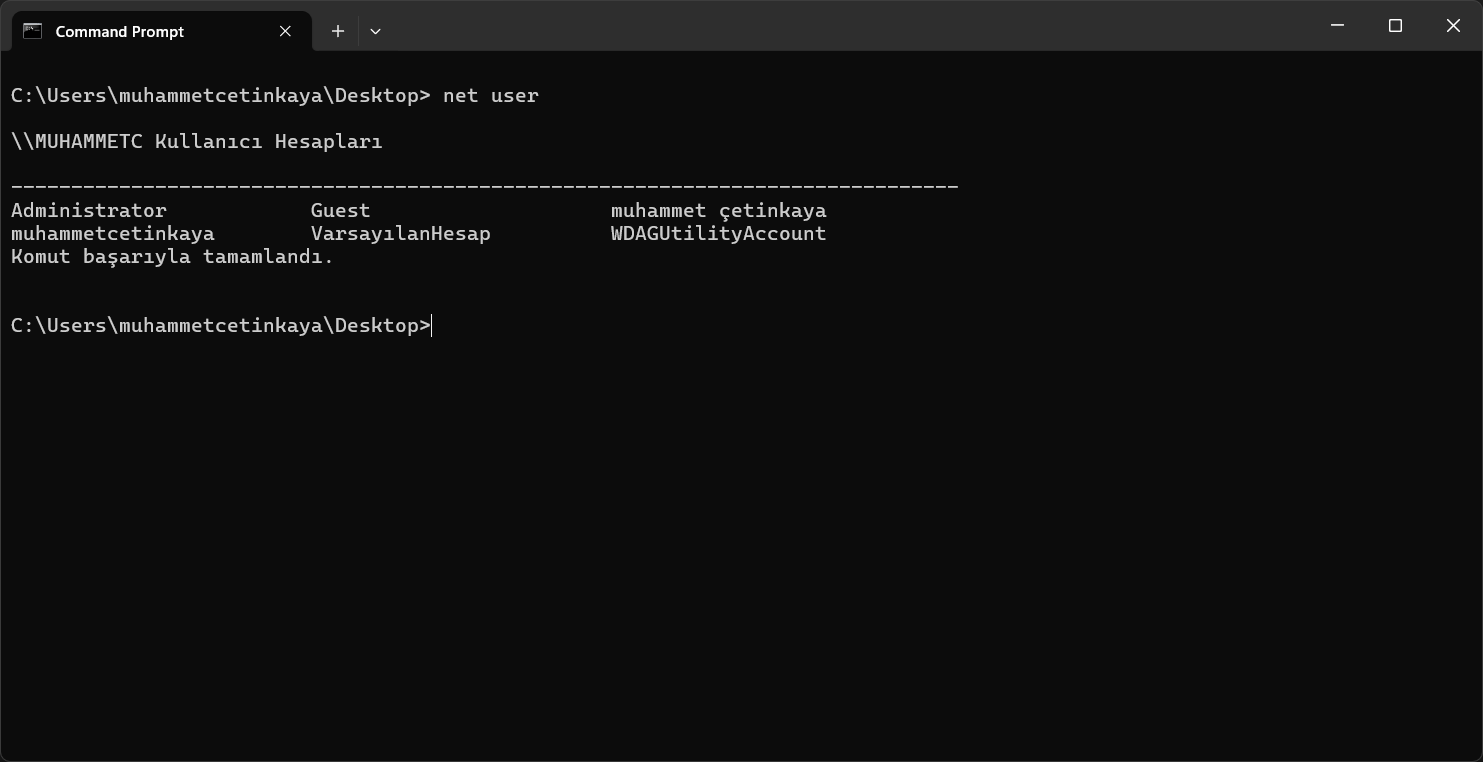 Command Prompt
C:\Users\muhammetcetinkaya\Desktop> net user
\\MUHAMMETC Kullanıcı Hesapları
-------------------------------------------------------------------------------
Administrator            Guest                    muhammet çetinkaya
muhammetcetinkaya        VarsayılanHesap          WDAGUtilityAccount
Komut başarıyla tamamlandı.
C:\Users\muhammetcetinkaya\Desktop>